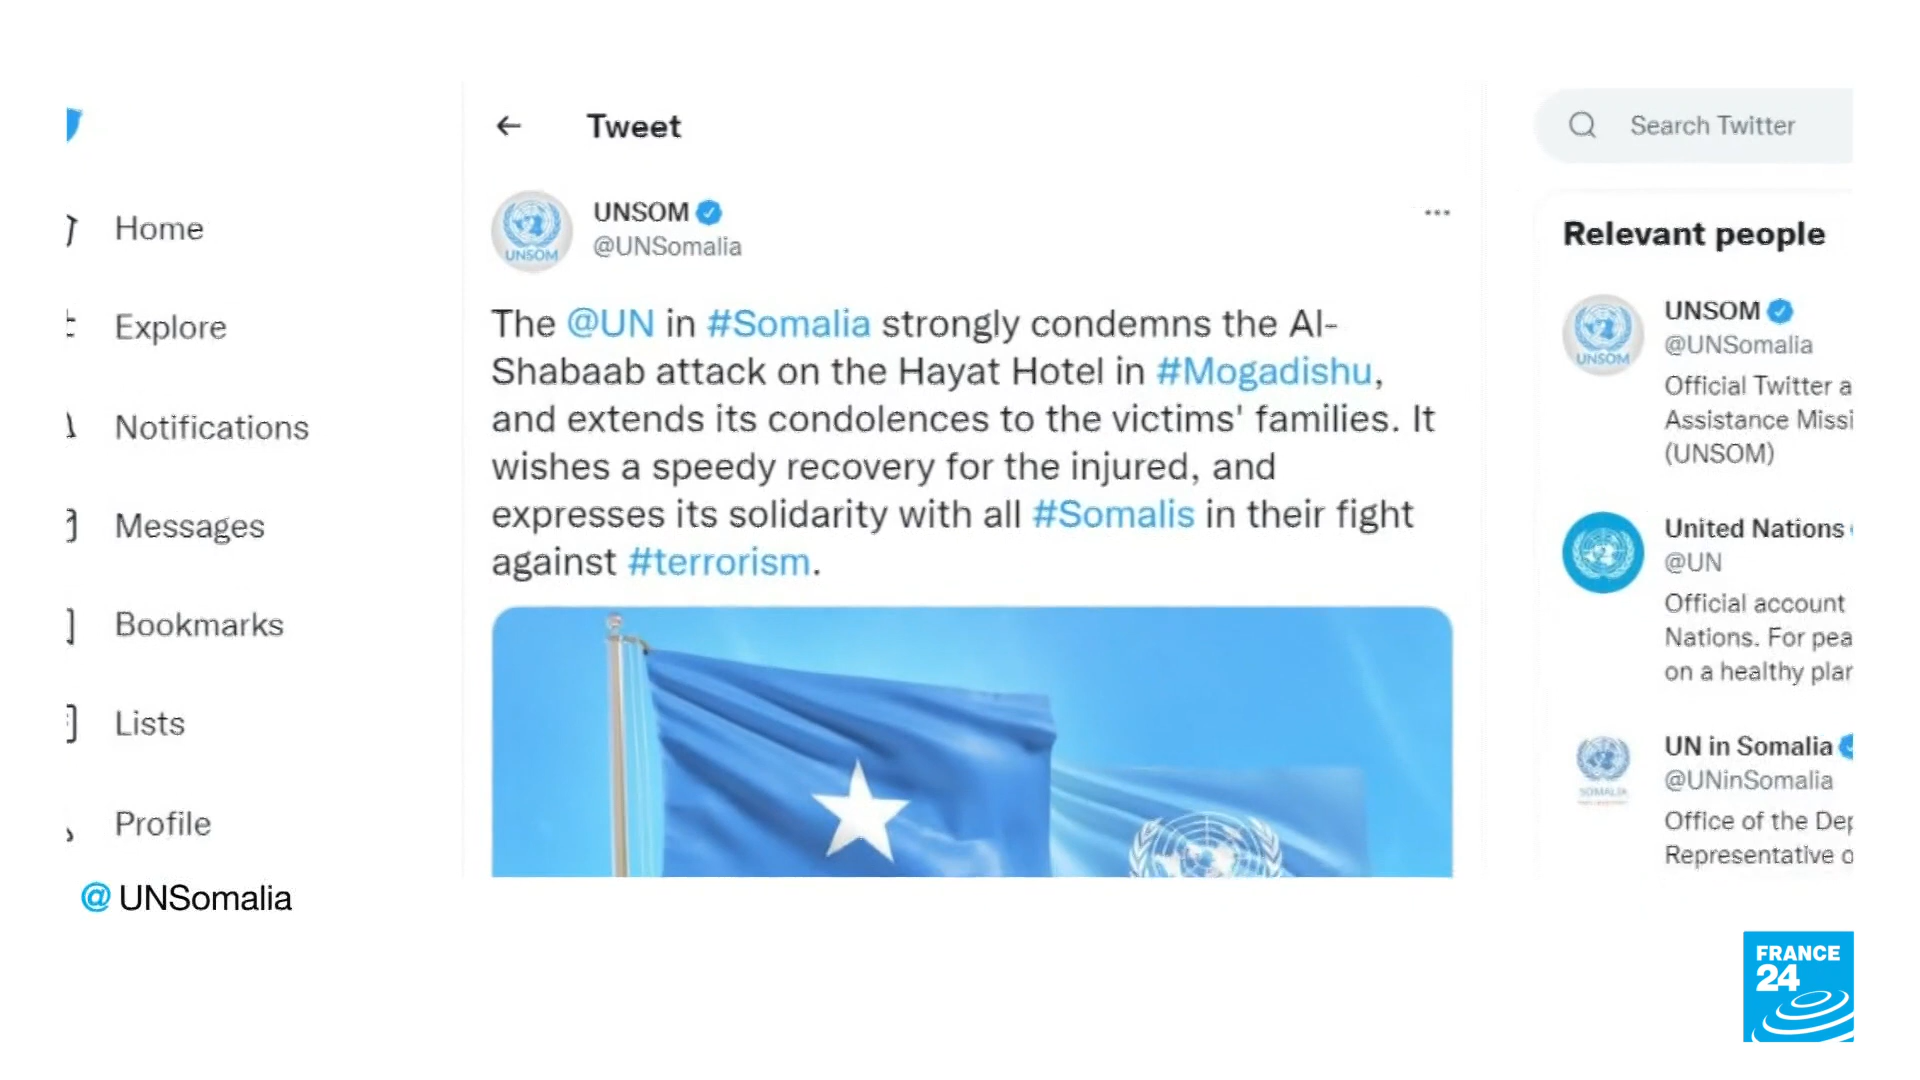 Tweet
Search Twitter
Home
Explore
Notifications
Messages
Bookmarks
Lists
Profile
UNSOM
@UNSomalia
UNSOM
The @UN in #Somalia strongly condemns the Al-
Shabaab attack on the Hayat Hotel in #Mogadishu,
and extends its condolences to the victims' families. It
wishes a speedy recovery for the injured, and
expresses its solidarity with all #Somalis in their fight
against #terrorism.
Relevant people
UNSOM
@UNSomalia
UNSOM
Official Twitter a
Assistance Missi
(UNSOM)
United Nations
@UN
Official account
Nations. For pea
on a healthy plan
UN in Somalia
@UNinSomalia
SOMALIA
Office of the Dep
Representative o
@UNSomalia
FRANCE
24